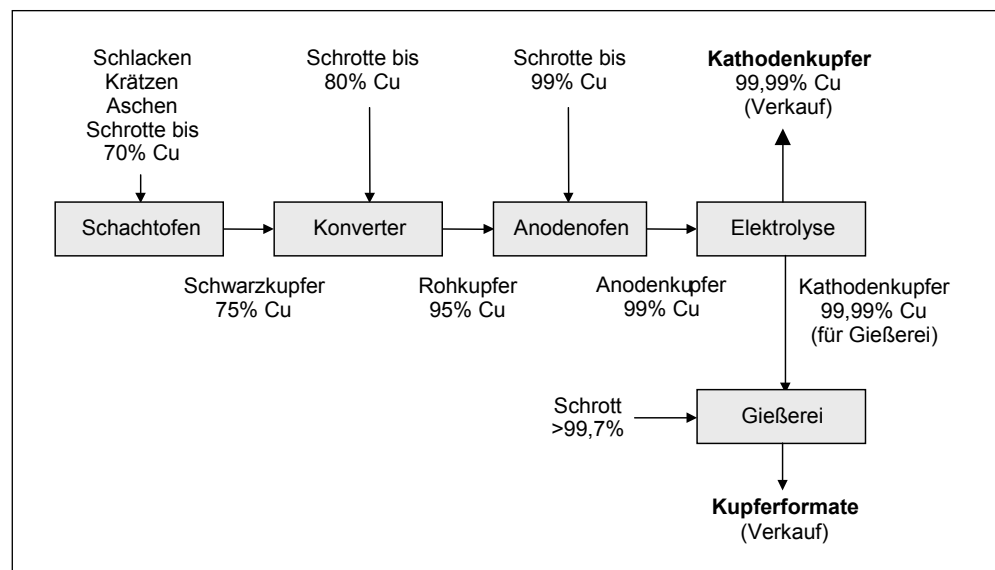 Schlacken
Krätzen
Aschen
Schrotte bis
70% Cu
Schrotte bis
80% Cu
Schrotte bis
99% Cu
Kathodenkupfer
99,99% Cu
(Verkauf)
Schachtofen
Konverter
Anodenofen
Elektrolyse
Schwarzkupfer
75% Cu
Rohkupfer
95% Cu
Anodenkupfer
99% Cu
Kathodenkupfer
99,99% Cu
(für Gießerei)
Schrott
>99,7%
Gießerei
Kupferformate
(Verkauf)